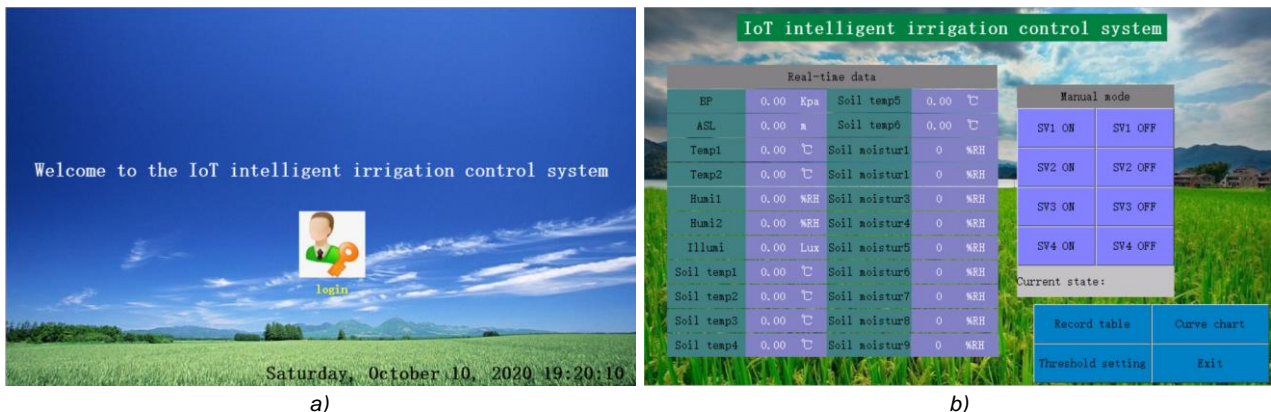 Welcome to the IoT intelligent irrigation control system
login
Saturday, October 10, 2020 19:20:10
a)
IoT intelligent irrigation control system
Real-time data
BP 0.00 Kpa Soil temp5 0.00 ℃
ASL 0.00 m Soil temp6 0.00 ℃
Temp1 0.00 ℃ Soil moistur1 0 %RH
Temp2 0.00 ℃ Soil moistur1 0 %RH
Humi1 0.00 %RH Soil moistur3 0 %RH
Humi2 0.00 %RH Soil moistur4 0 %RH
Illumi 0.00 Lux Soil moistur5 0 %RH
Soil temp1 0.00 ℃ Soil moistur6 0 %RH
Soil temp2 0.00 ℃ Soil moistur7 0 %RH
Soil temp3 0.00 ℃ Soil moistur8 0 %RH
Soil temp4 0.00 ℃ Soil moistur9 0 %RH
Manual mode
SV1 ON SV1 OFF
SV2 ON SV2 OFF
SV3 ON SV3 OFF
SV4 ON SV4 OFF
Current state:
Record table Curve chart
Threshold setting Exit
b)